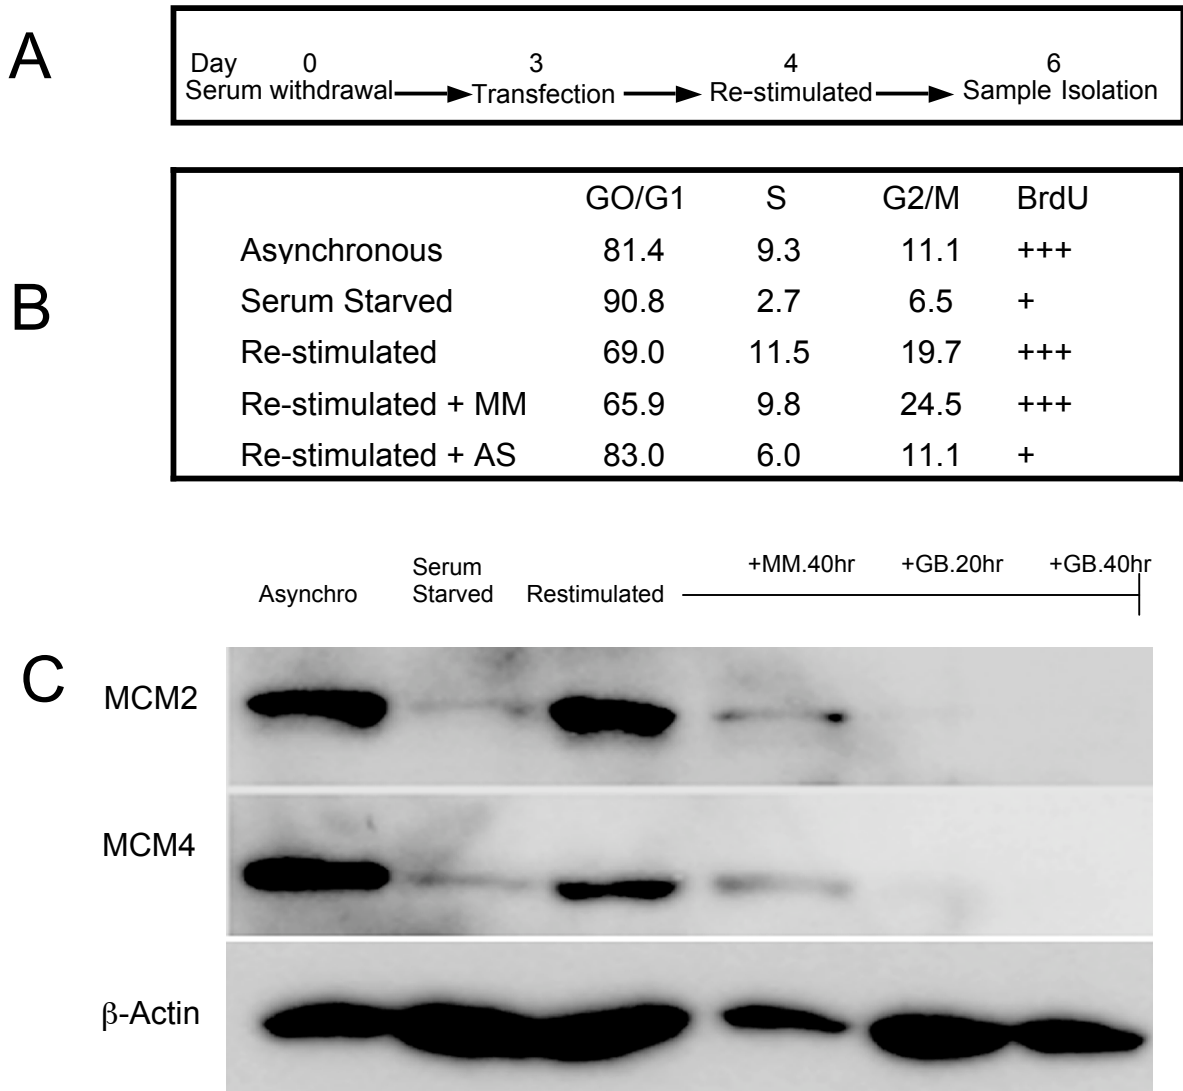 A
Day 0 3 4 6
Serum withdrawal Transfection Re-stimulated Sample Isolation
B
GO/G1 S G2/M BrdU
Asynchronous 81.4 9.3 11.1 +++
Serum Starved 90.8 2.7 6.5 +
Re-stimulated 69.0 11.5 19.7 +++
Re-stimulated + MM 65.9 9.8 24.5 +++
Re-stimulated + AS 83.0 6.0 11.1 +
Asynchro Serum Starved Restimulated +MM.40hr +GB.20hr +GB.40hr
C
MCM2
MCM4
β-Actin